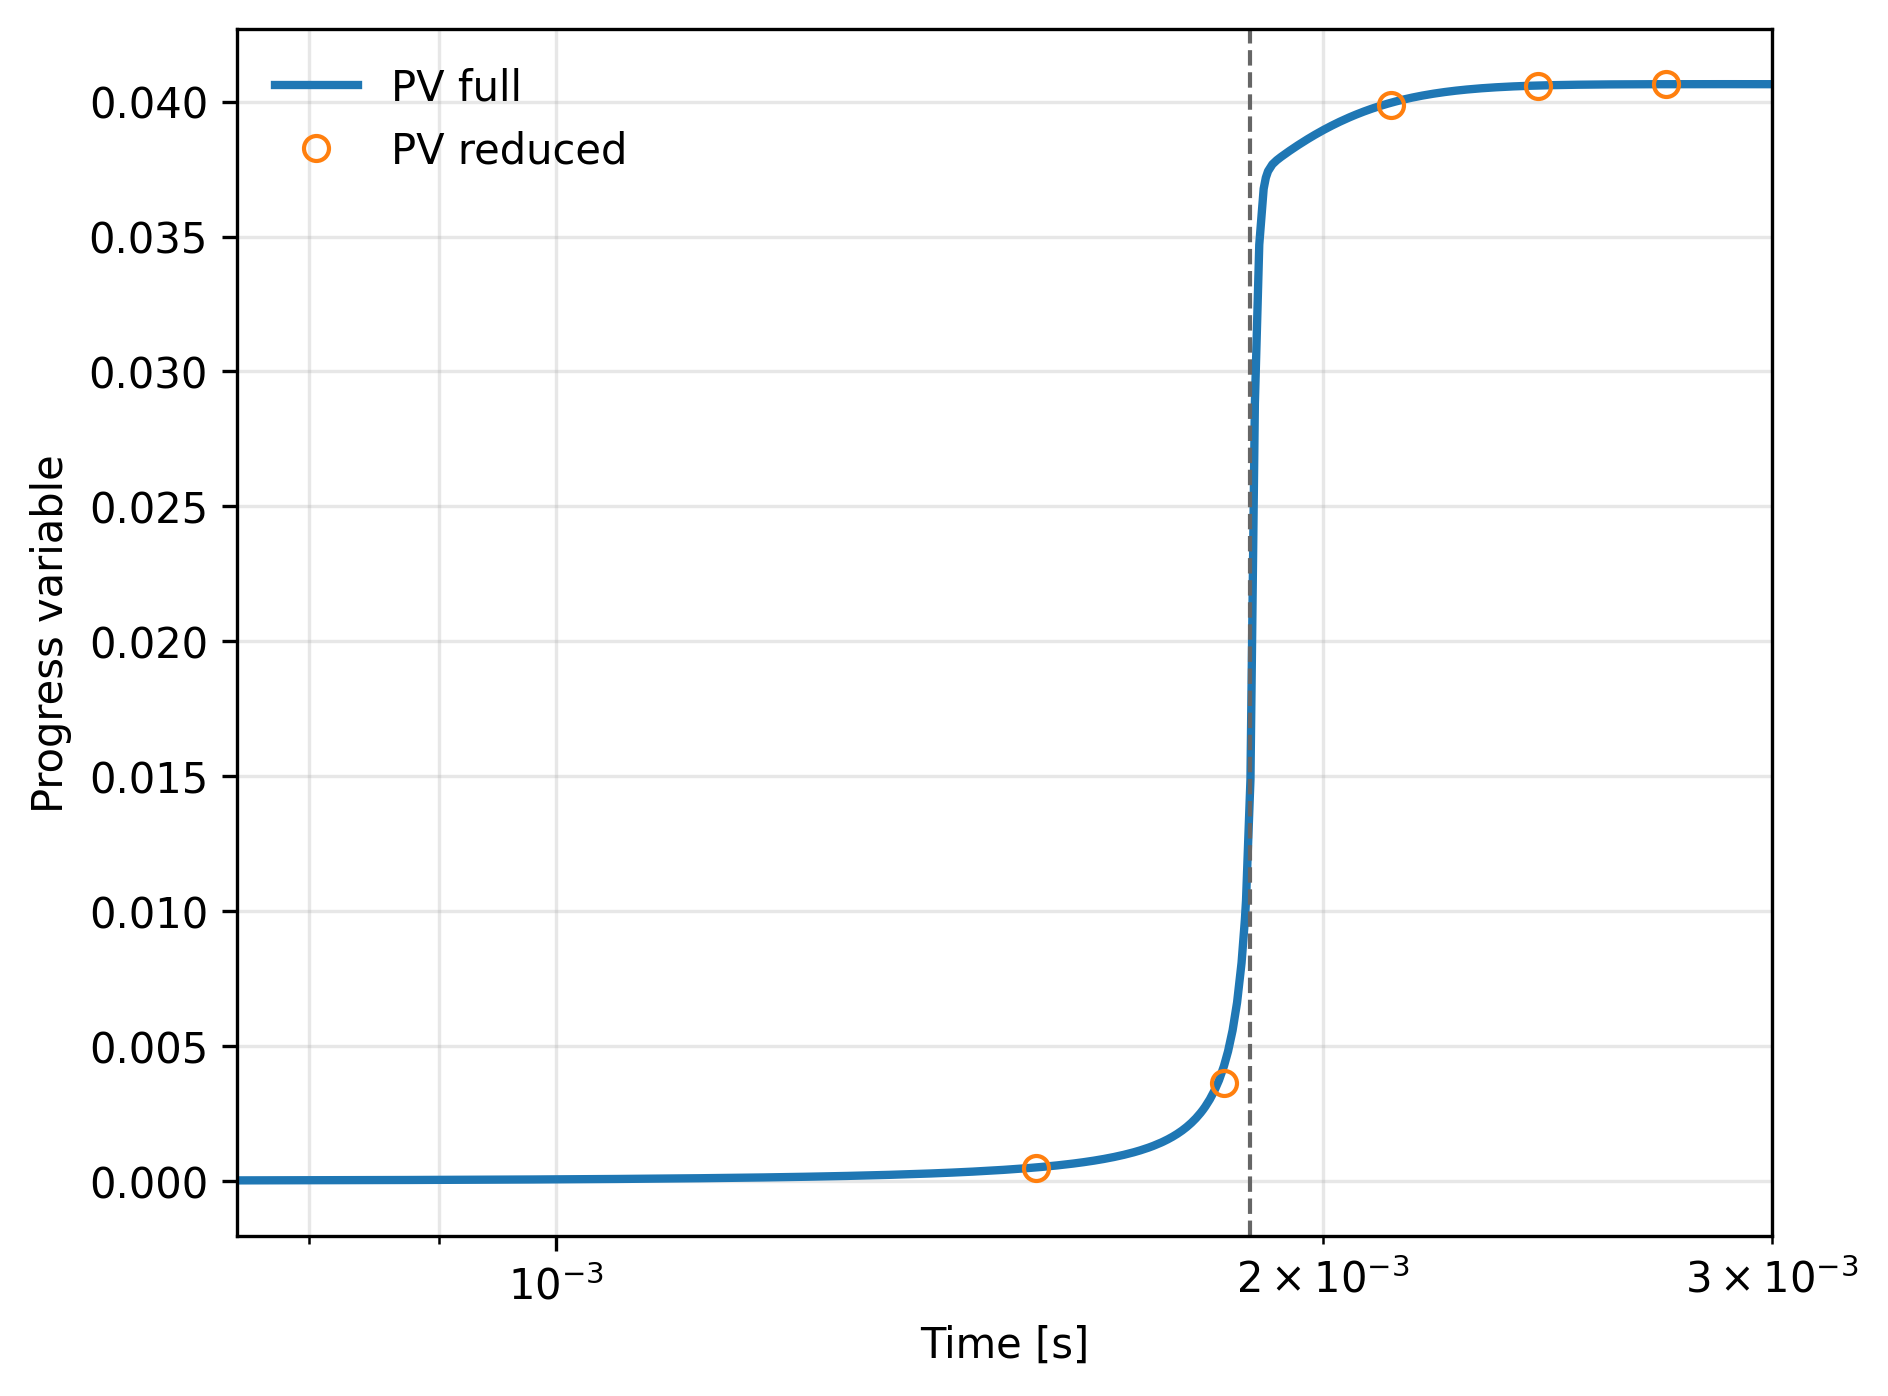 PV full
PV reduced
0.040
0.035
0.030
0.025
0.020
0.015
0.010
0.005
0.000
Progress variable
10⁻³
2 × 10⁻³
3 × 10⁻³
Time [s]